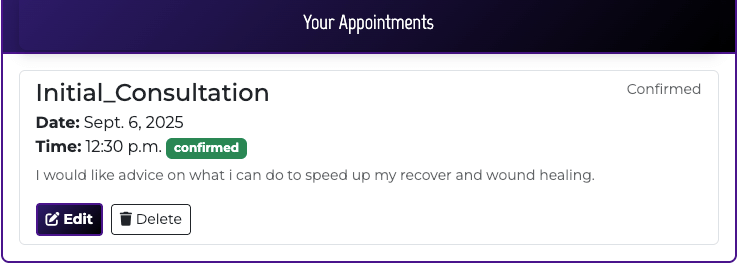 Your Appointments
Initial_Consultation
Confirmed
Date: Sept. 6, 2025
Time: 12:30 p.m. confirmed
I would like advice on what i can do to speed up my recover and wound healing.
Edit Delete